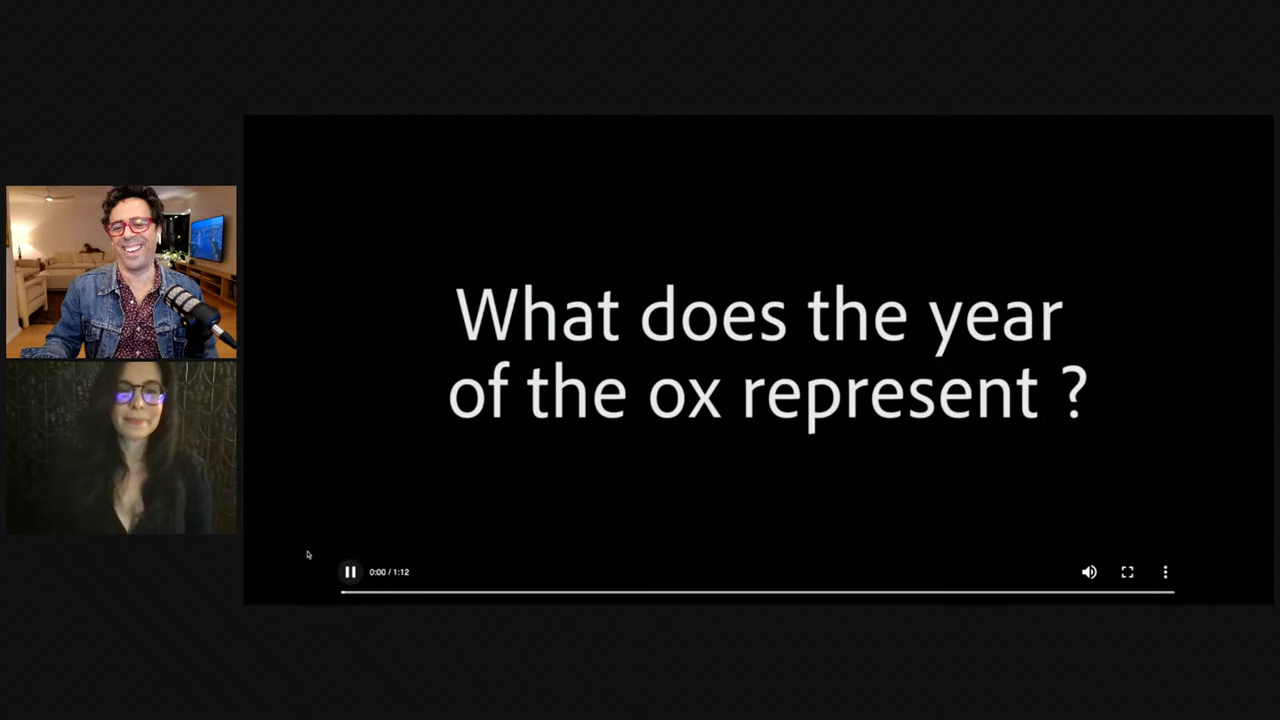 What does the year
of the ox represent ?
0:00 / 1:12